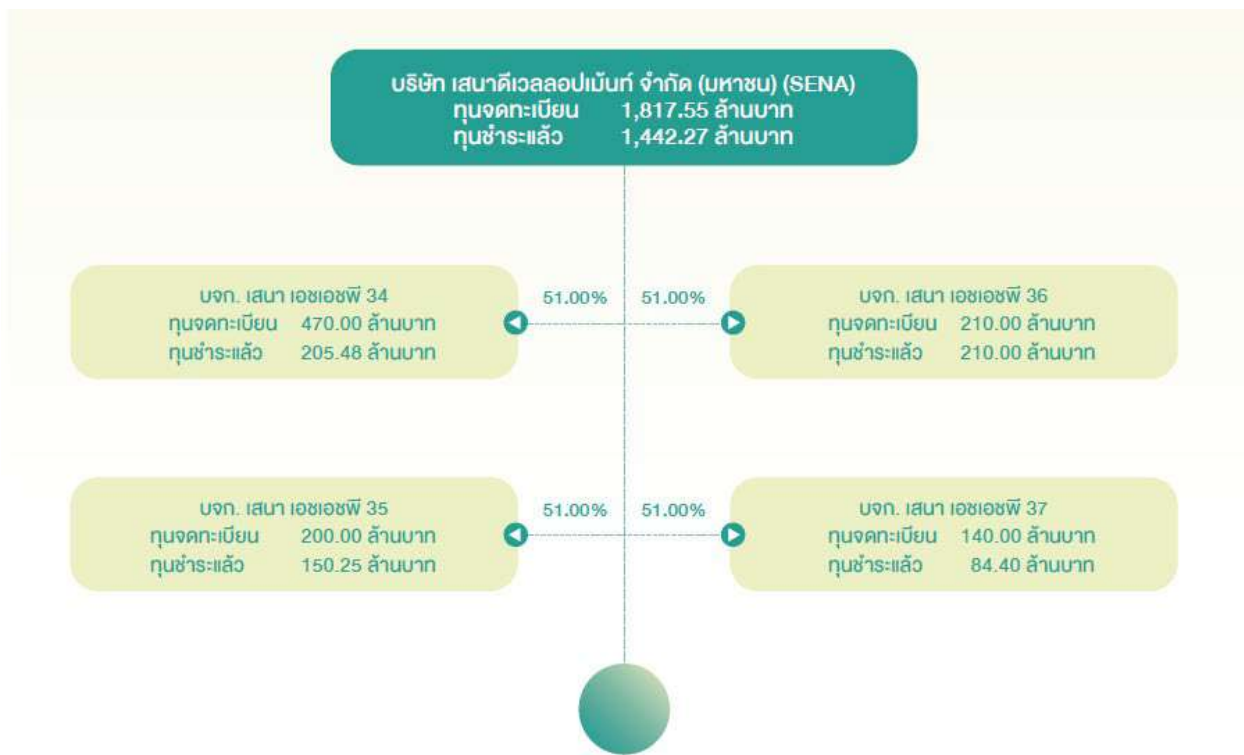 บริษัท เสนาดีเวลลอปเม้นท์ จำกัด (มหาชน) (SENA)
ทุนจดทะเบียน 1,817.55 ล้านบาท
ทุนชำระแล้ว 1,442.27 ล้านบาท
บจก. เสนา เอชเอชพี 34
ทุนจดทะเบียน 470.00 ล้านบาท
ทุนชำระแล้ว 205.48 ล้านบาท
51.00%
51.00%
บจก. เสนา เอชเอชพี 36
ทุนจดทะเบียน 210.00 ล้านบาท
ทุนชำระแล้ว 210.00 ล้านบาท
บจก. เสนา เอชเอชพี 35
ทุนจดทะเบียน 200.00 ล้านบาท
ทุนชำระแล้ว 150.25 ล้านบาท
51.00%
51.00%
บจก. เสนา เอชเอชพี 37
ทุนจดทะเบียน 140.00 ล้านบาท
ทุนชำระแล้ว 84.40 ล้านบาท